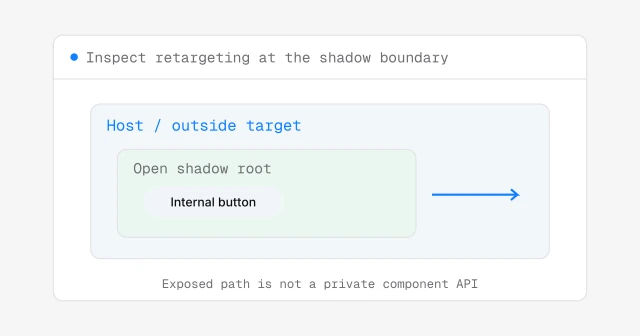 Inspect retargeting at the shadow boundary
Host / outside target
Open shadow root
Internal button
Exposed path is not a private component API